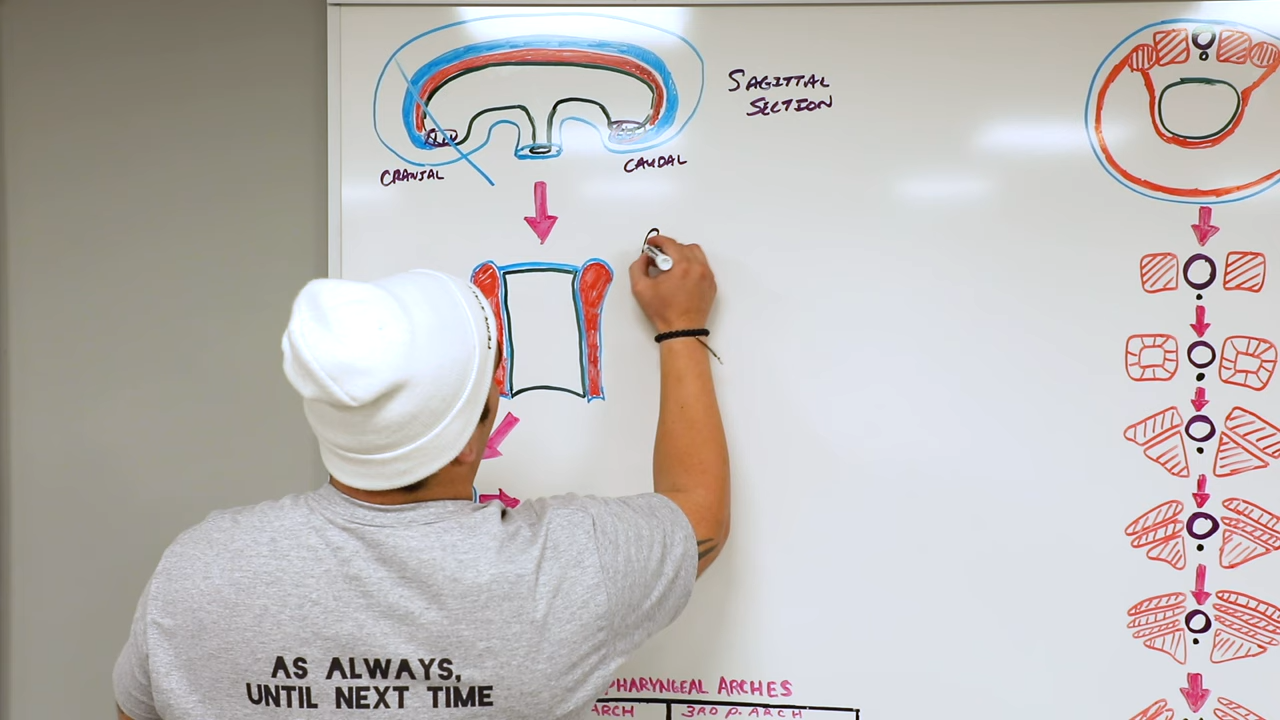 SAGITTAL
SECTION
CRANIAL
CAUDAL
AS ALWAYS,
UNTIL NEXT TIME
PHARYNGEAL ARCHES
ARCH
3RD P. ARCH